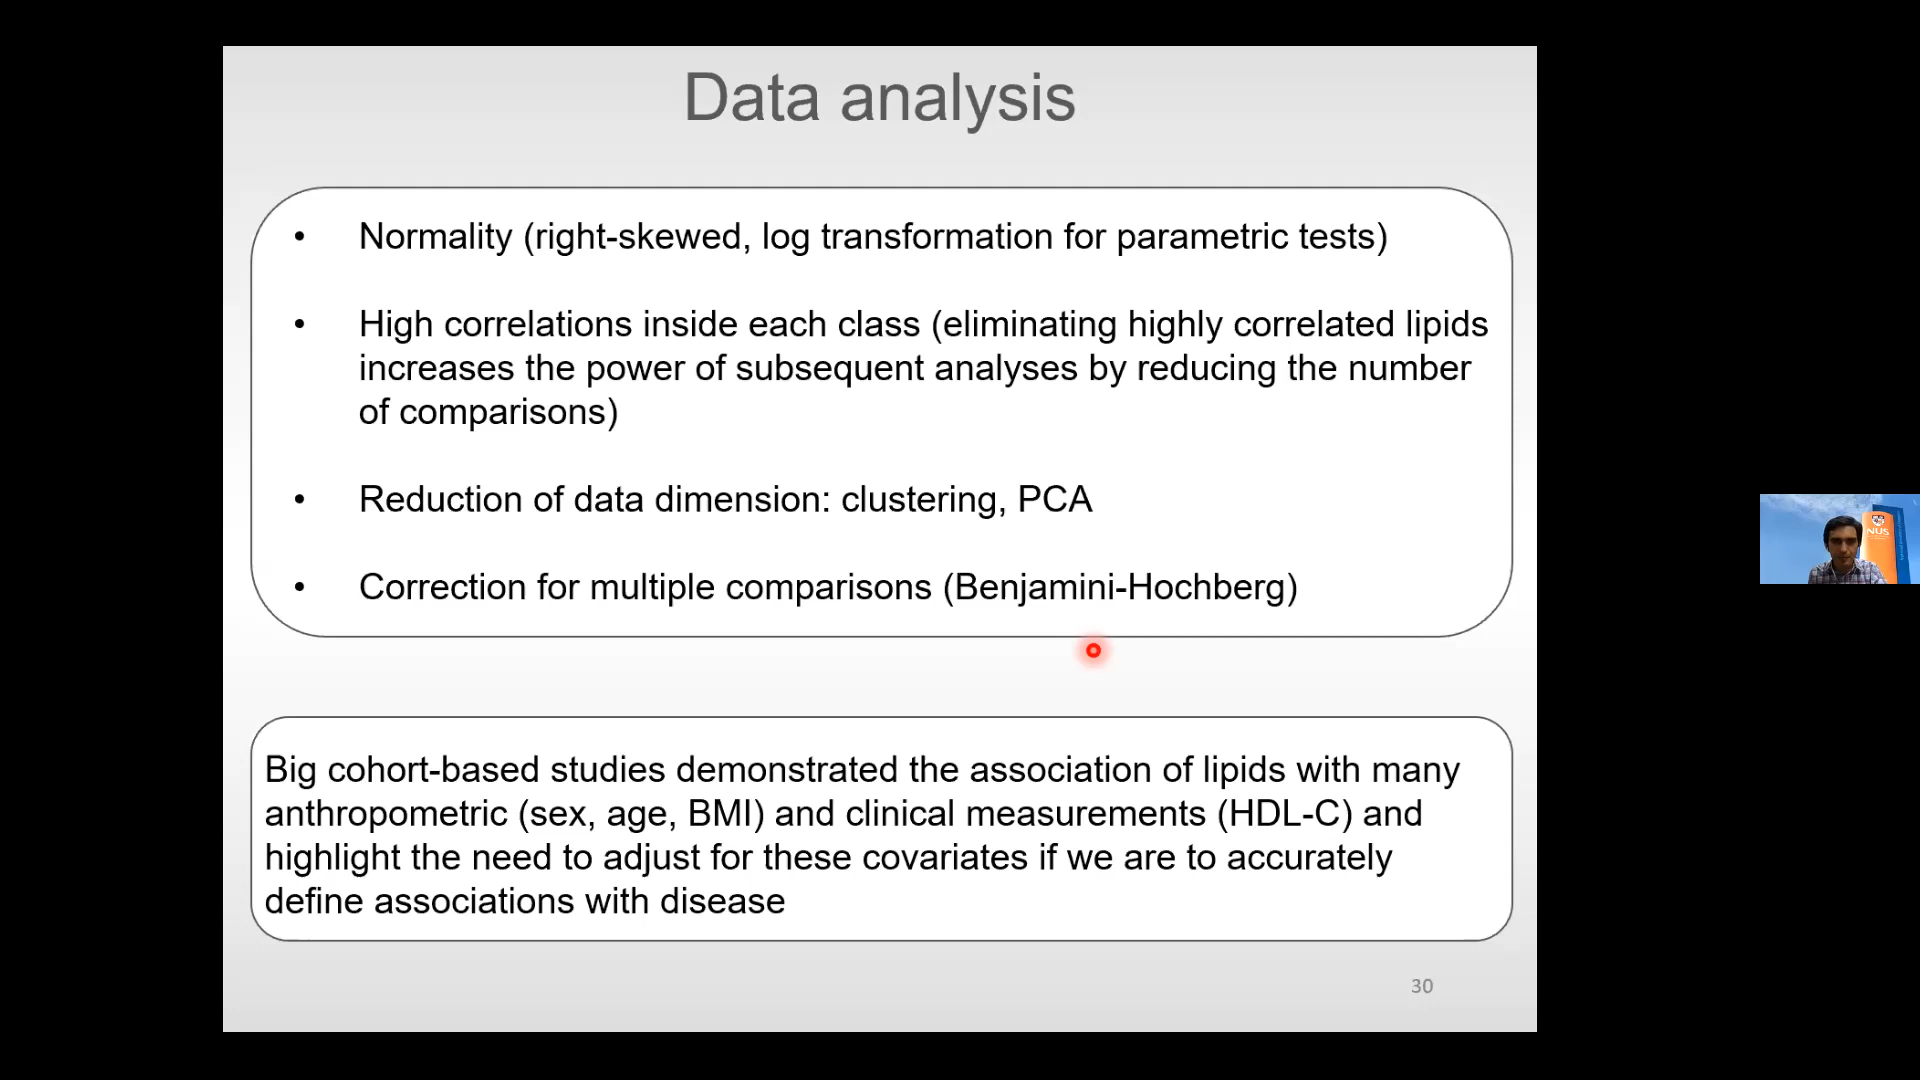 Data analysis
• Normality (right-skewed, log transformation for parametric tests)
• High correlations inside each class (eliminating highly correlated lipids
increases the power of subsequent analyses by reducing the number
of comparisons)
• Reduction of data dimension: clustering, PCA
• Correction for multiple comparisons (Benjamini-Hochberg)
Big cohort-based studies demonstrated the association of lipids with many
anthropometric (sex, age, BMI) and clinical measurements (HDL-C) and
highlight the need to adjust for these covariates if we are to accurately
define associations with disease
30
NUS